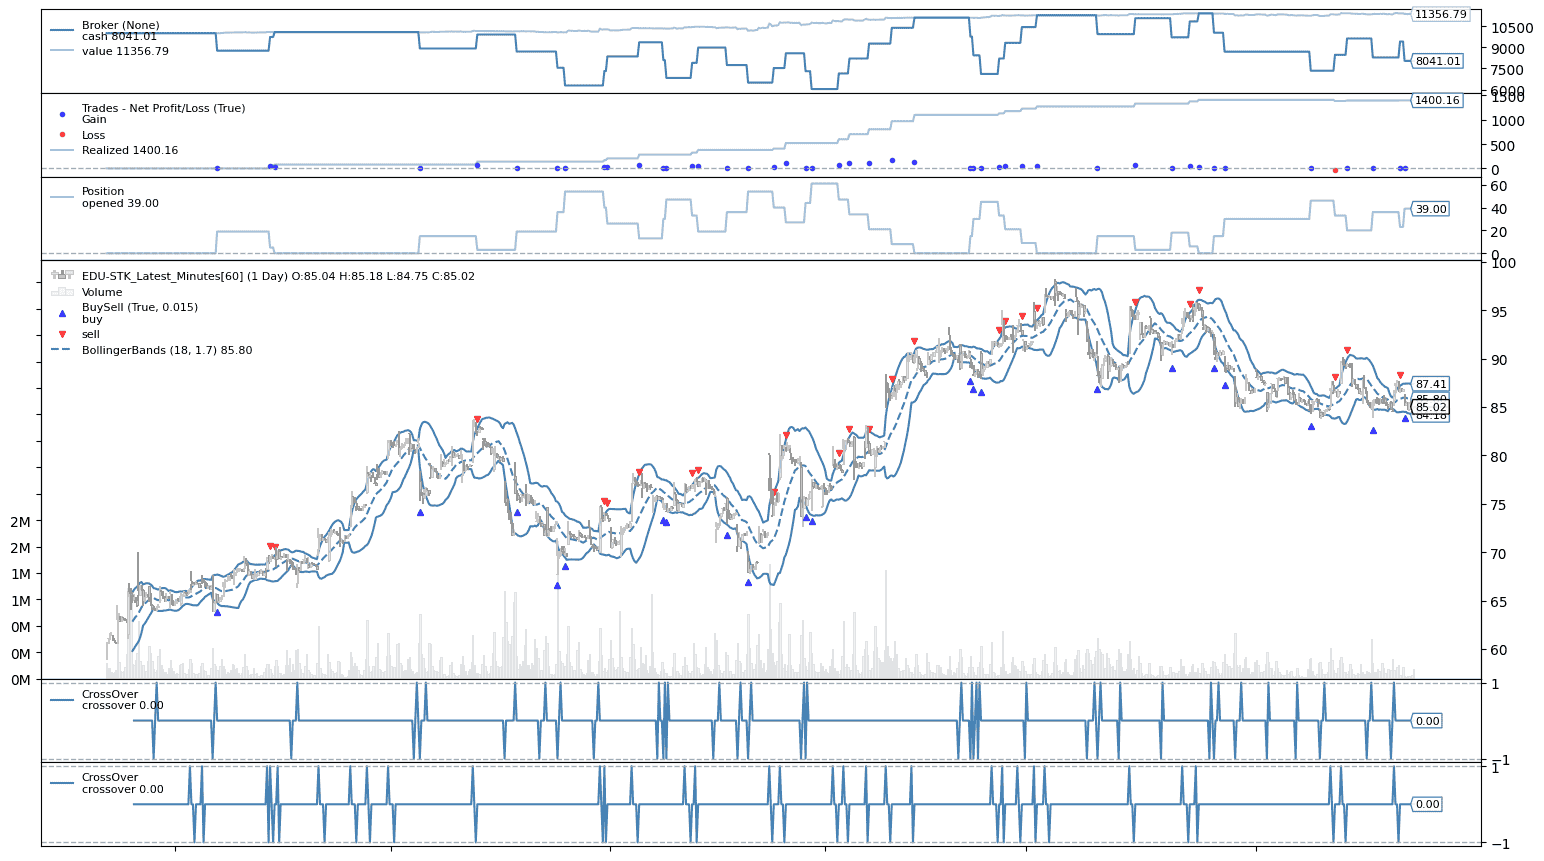 Broker (None)
cash 8041.01
value 11356.79
11356.79
10500
9000
8041.01
7500
6000
Trades - Net Profit/Loss (True)
Gain
Loss
Realized 1400.16
1500
1400.16
1000
500
0
Position
opened 39.00
60
40
39.00
20
0
EDU-STK_Latest_Minutes[60] (1 Day) O:85.04 H:85.18 L:84.75 C:85.02
Volume
BuySell (True, 0.015)
buy
sell
BollingerBands (18, 1.7) 85.80
100
95
90
87.41
85.80
85.02
85
84.18
80
75
70
65
60
2M
2M
1M
1M
0M
0M
0M
CrossOver
crossover 0.00
1
0.00
−1
CrossOver
crossover 0.00
1
0.00
−1